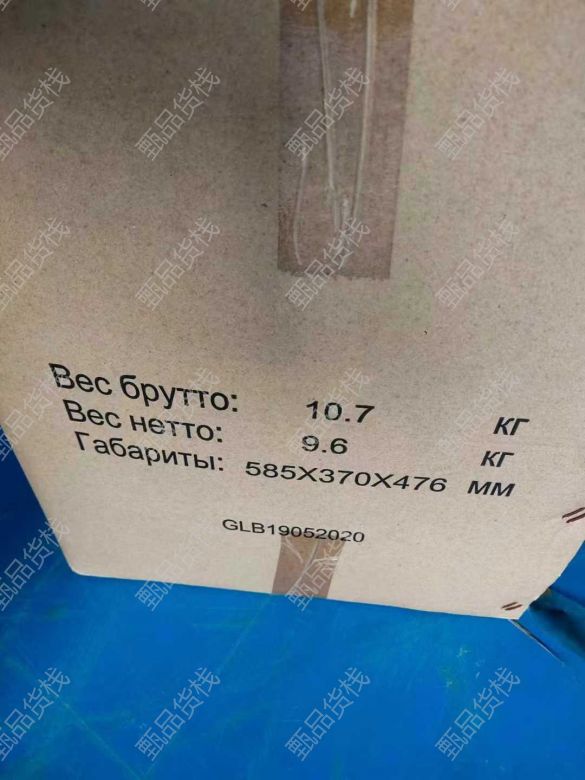 Вес брутто: 10.7 кг
Вес нетто: 9.6 кг
Габариты: 585X370X476 мм
GLB19052020
甄品货栈